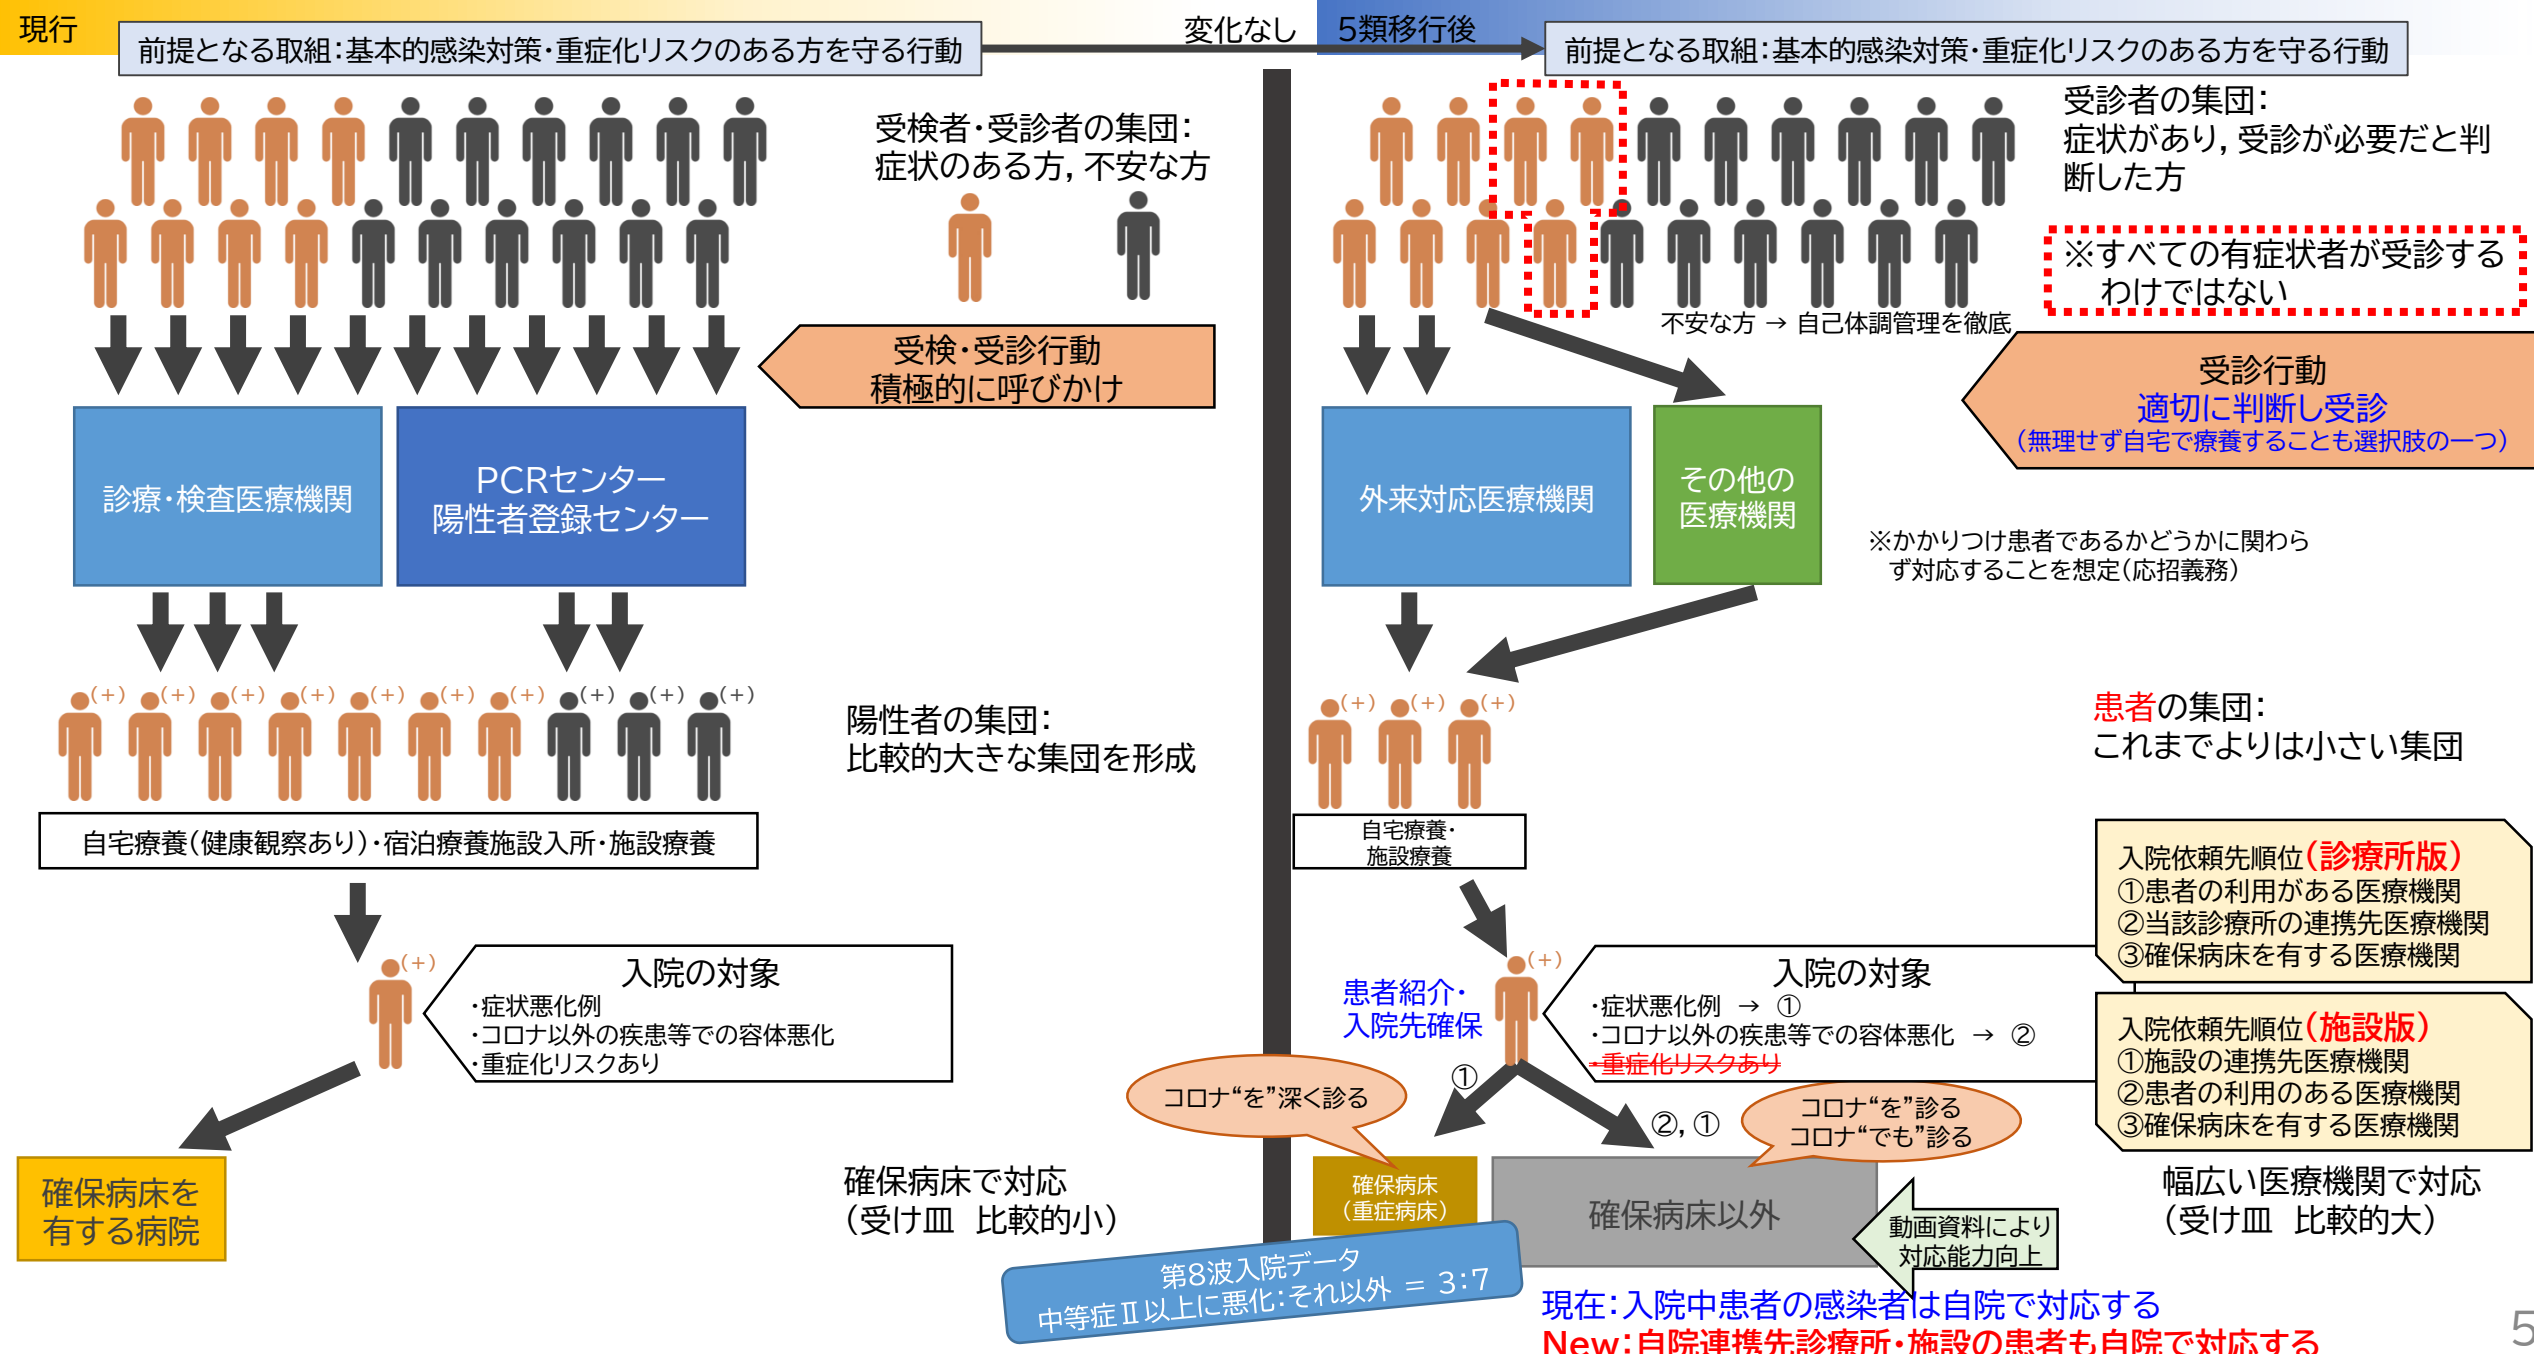 現行
前提となる取組：基本的感染対策・重症化リスクのある方を守る行動
変化なし
5類移行後
前提となる取組：基本的感染対策・重症化リスクのある方を守る行動
受検者・受診者の集団：
症状のある方，不安な方
受検・受診行動
積極的に呼びかけ
診療・検査医療機関
PCRセンター
陽性者登録センター
(+) (+) (+) (+) (+) (+) (+) (+) (+) (+)
陽性者の集団：
比較的大きな集団を形成
自宅療養（健康観察あり）・宿泊療養施設入所・施設療養
(+)
入院の対象
・症状悪化例
・コロナ以外の疾患等での容体悪化
・重症化リスクあり
確保病床を
有する病院
確保病床で対応
（受け皿　比較的小）
受診者の集団：
症状があり，受診が必要だと判
断した方
※すべての有症状者が受診する
わけではない
不安な方 → 自己体調管理を徹底
受診行動
適切に判断し受診
（無理せず自宅で療養することも選択肢の一つ）
外来対応医療機関
その他の
医療機関
※かかりつけ患者であるかどうかに関わら
ず対応することを想定（応招義務）
(+) (+) (+)
患者の集団：
これまでよりは小さい集団
自宅療養・
施設療養
(+)
患者紹介・
入院先確保
入院の対象
・症状悪化例　→　①
・コロナ以外の疾患等での容体悪化　→　②
・重症化リスクあり
入院依頼先順位（診療所版）
①患者の利用がある医療機関
②当該診療所の連携先医療機関
③確保病床を有する医療機関
入院依頼先順位（施設版）
①施設の連携先医療機関
②患者の利用のある医療機関
③確保病床を有する医療機関
①
②，①
コロナ“を”深く診る
コロナ“を”診る
コロナ“でも”診る
確保病床
（重症病床）
確保病床以外
動画資料により
対応能力向上
幅広い医療機関で対応
（受け皿　比較的大）
第8波入院データ
中等症Ⅱ以上に悪化：それ以外 ＝ 3：7
現在：入院中患者の感染者は自院で対応する
New：自院連携先診療所・施設の患者も自院で対応する
5